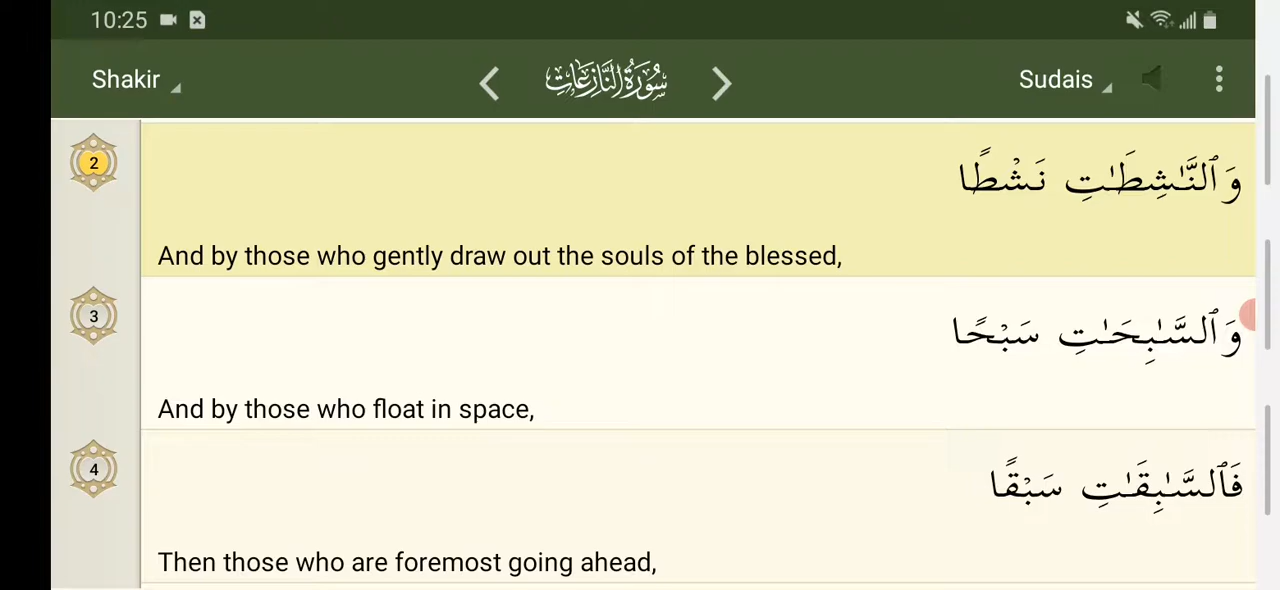 10:25
Shakir
سُورَةُ النَّازِعَاتِ
Sudais
2
وَٱلنَّـٰشِطَـٰتِ نَشْطًا
And by those who gently draw out the souls of the blessed,
3
وَٱلسَّـٰبِحَـٰتِ سَبْحًا
And by those who float in space,
4
فَٱلسَّـٰبِقَـٰتِ سَبْقًا
Then those who are foremost going ahead,